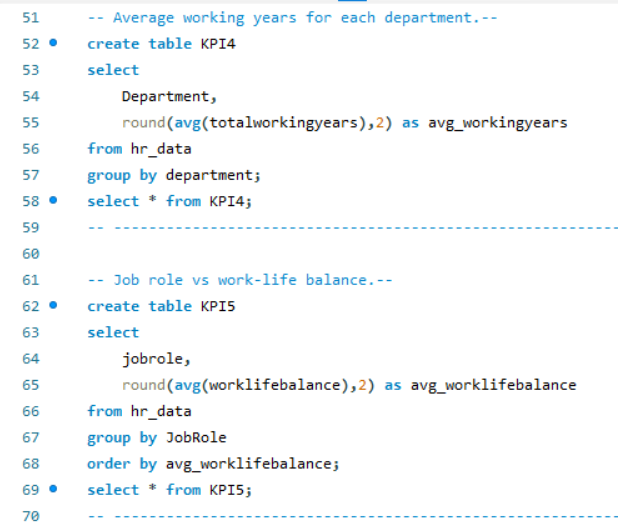 51 -- Average working years for each department.--
52 create table KPI4
53 select
54 Department,
55 round(avg(totalworkingyears),2) as avg_workingyears
56 from hr_data
57 group by department;
58 select * from KPI4;
59 -- ----------------------------------------------------------
60
61 -- Job role vs work-life balance.--
62 create table KPI5
63 select
64 jobrole,
65 round(avg(worklifebalance),2) as avg_worklifebalance
66 from hr_data
67 group by JobRole
68 order by avg_worklifebalance;
69 select * from KPI5;
70 -- ----------------------------------------------------------